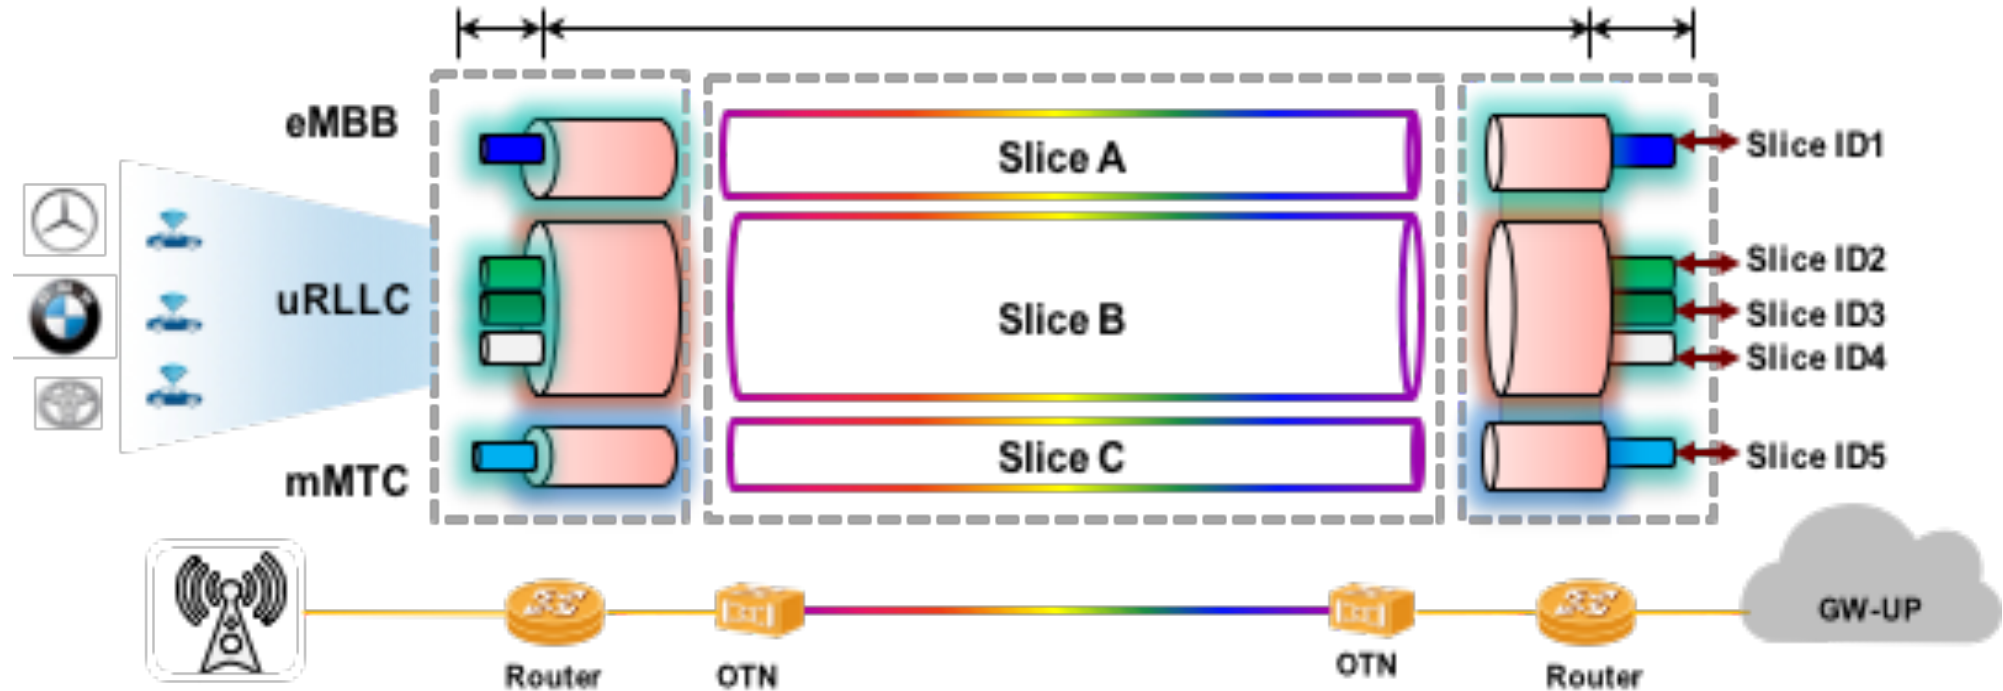 eMBB
Slice A
Slice ID1
uRLLC
Slice B
Slice ID2
Slice ID3
Slice ID4
mMTC
Slice C
Slice ID5
GW-UP
Router
OTN
OTN
Router